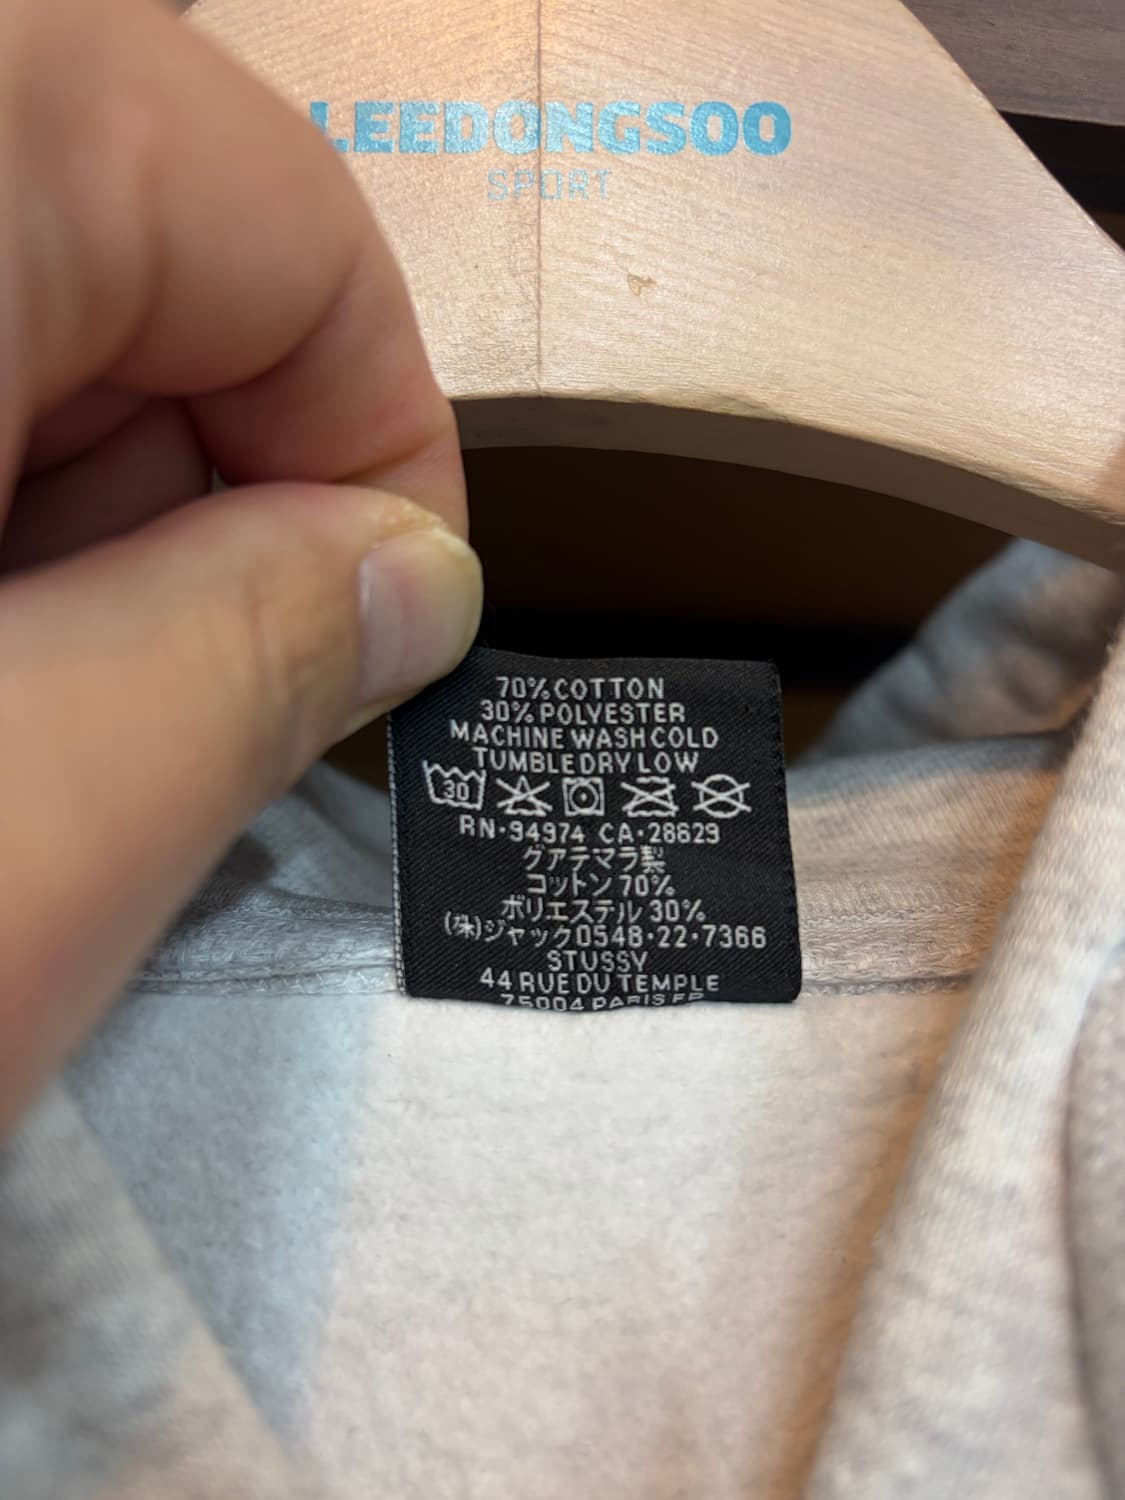 LEEDONGSOO
SPORT
70% COTTON
30% POLYESTER
MACHINE WASH COLD
TUMBLE DRY LOW
30
RN·94974 CA·28629
グアテマラ製
コットン 70%
ポリエステル 30%
(株)ジャック0548·22·7366
STUSSY
44 RUE DU TEMPLE
75004 PARIS FR